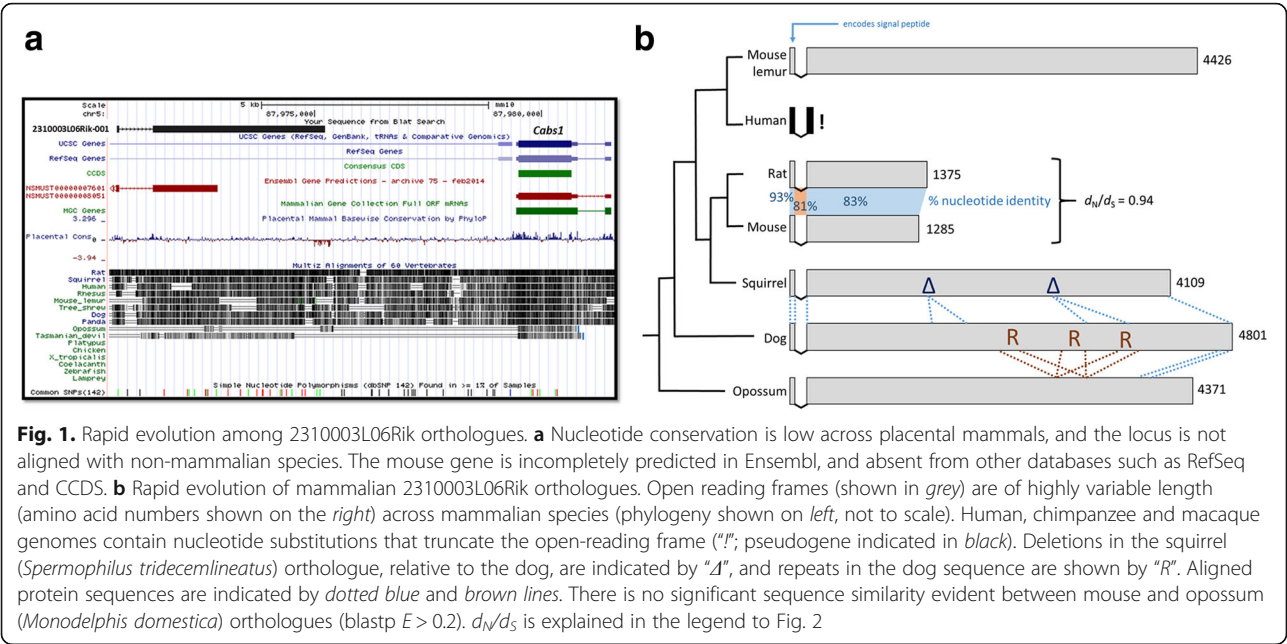 a
Scale
5 kb
mm10
chr5:
87,975,000
87,980,000
Your Sequence from Blat Search
2310003L06Rik-001
UCSC Genes (RefSeq, GenBank, tRNAs & Comparative Genomics)
Cabs1
UCSC Genes
RefSeq Genes
RefSeq Genes
Consensus CDS
CCDS
Ensembl Gene Predictions - archive 75 - feb2014
NSMUST00000007601
NSMUST00000008051
Mammalian Gene Collection Full ORF mRNAs
MGC Genes
3.296
Placental Mammal Basewise Conservation by PhyloP
Placental Cons
0
-3.94
Multiz Alignments of 60 Vertebrates
Rat
Squirrel
Human
Rhesus
Mouse_lemur
Tree_shrew
Dog
Panda
Opossum
Tasmanian_devil
Platypus
Chicken
X_tropicalis
Coelacanth
Zebrafish
Lamprey
Simple Nucleotide Polymorphisms (dbSNP 142) Found in >= 1% of Samples
Common SNPs(142)
b
encodes signal peptide
Mouse
lemur
4426
Human
!
Rat
1375
93%
81%
83%
% nucleotide identity
dN/dS = 0.94
Mouse
1285
Squirrel
Δ
Δ
4109
Dog
R
R
R
4801
Opossum
4371
Fig. 1. Rapid evolution among 2310003L06Rik orthologues. a Nucleotide conservation is low across placental mammals, and the locus is not
aligned with non-mammalian species. The mouse gene is incompletely predicted in Ensembl, and absent from other databases such as RefSeq
and CCDS. b Rapid evolution of mammalian 2310003L06Rik orthologues. Open reading frames (shown in grey) are of highly variable length
(amino acid numbers shown on the right) across mammalian species (phylogeny shown on left, not to scale). Human, chimpanzee and macaque
genomes contain nucleotide substitutions that truncate the open-reading frame ("!"; pseudogene indicated in black). Deletions in the squirrel
(Spermophilus tridecemlineatus) orthologue, relative to the dog, are indicated by "Δ", and repeats in the dog sequence are shown by "R". Aligned
protein sequences are indicated by dotted blue and brown lines. There is no significant sequence similarity evident between mouse and opossum
(Monodelphis domestica) orthologues (blastp E > 0.2). dN/dS is explained in the legend to Fig. 2